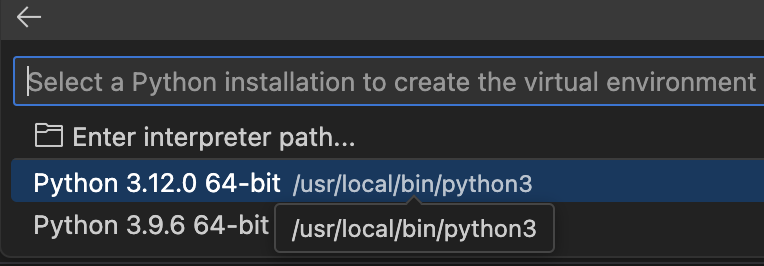 Select a Python installation to create the virtual environment
Enter interpreter path...
Python 3.12.0 64-bit /usr/local/bin/python3
Python 3.9.6 64-bit
/usr/local/bin/python3